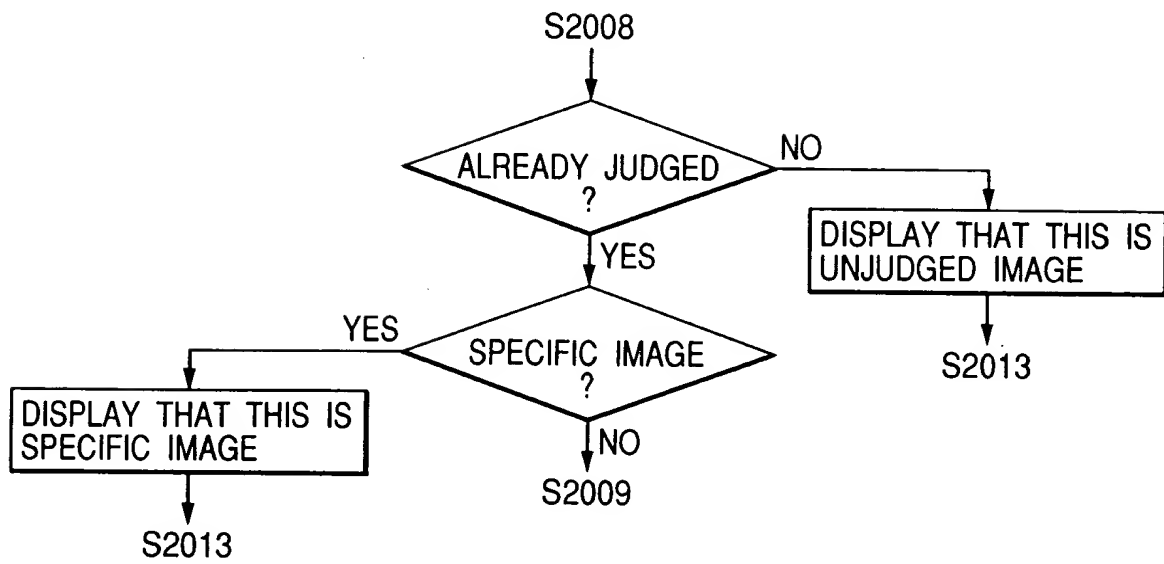 S2008
ALREADY JUDGED
?
NO
DISPLAY THAT THIS IS
UNJUDGED IMAGE
S2013
YES
SPECIFIC IMAGE
?
YES
DISPLAY THAT THIS IS
SPECIFIC IMAGE
S2013
NO
S2009